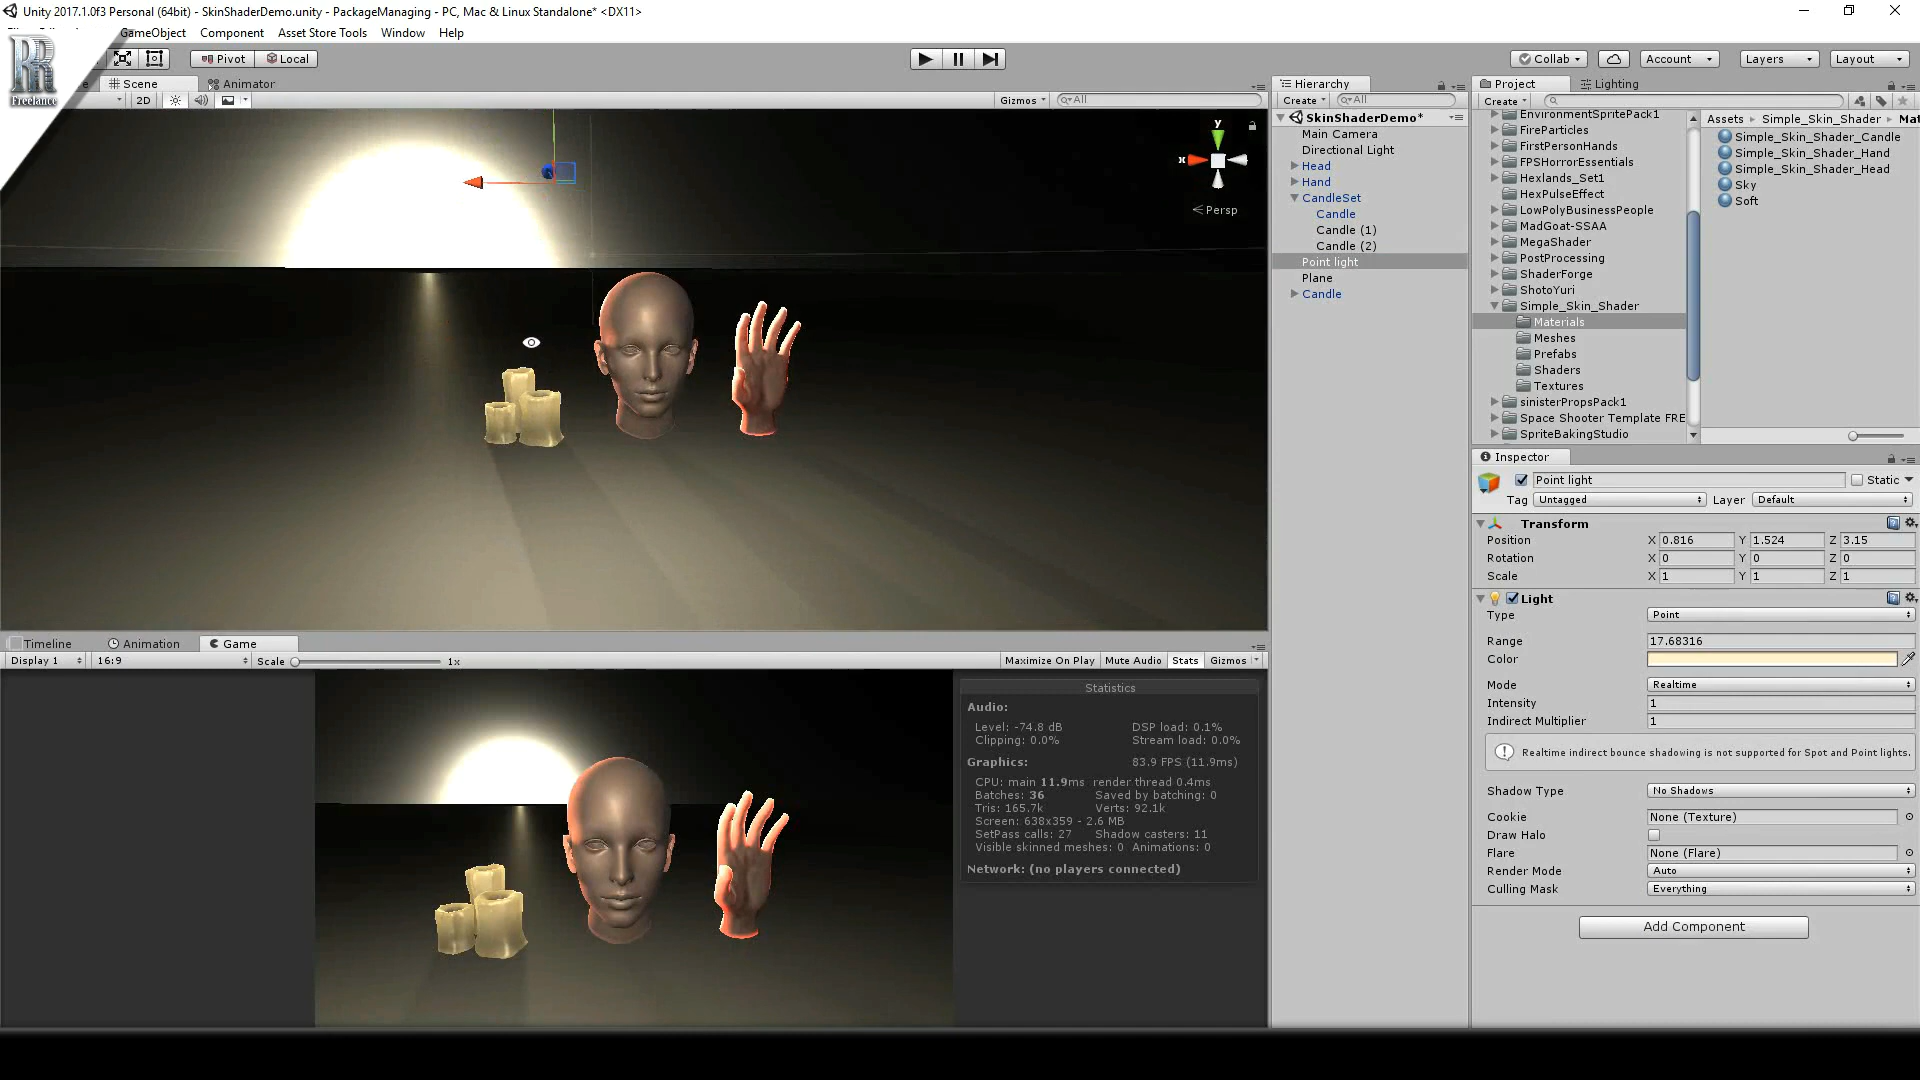 Unity 2017.1.0f3 Personal (64bit) - SkinShaderDemo.unity - PackageManaging - PC, Mac & Linux Standalone* <DX11>
GameObject Component Asset Store Tools Window Help
RR
Freelance
Pivot Local
Collab Account Layers Layout
Scene Animator
2D Gizmos All
y
x
Persp
Hierarchy
Create All
SkinShaderDemo*
Main Camera
Directional Light
Head
Hand
CandleSet
Candle
Candle (1)
Candle (2)
Point light
Plane
Candle
Project Lighting
Create
EnvironmentSpritePack1
FireParticles
FirstPersonHands
FPSHorrorEssentials
Hexlands_Set1
HexPulseEffect
LowPolyBusinessPeople
MadGoat-SSAA
MegaShader
PostProcessing
ShaderForge
ShotoYuri
Simple_Skin_Shader
Materials
Meshes
Prefabs
Shaders
Textures
sinisterPropsPack1
Space Shooter Template FRE
SpriteBakingStudio
Assets Simple_Skin_Shader Mat
Simple_Skin_Shader_Candle
Simple_Skin_Shader_Hand
Simple_Skin_Shader_Head
Sky
Soft
Inspector
Point light Static
Tag Untagged Layer Default
Transform
Position X 0.816 Y 1.524 Z 3.15
Rotation X 0 Y 0 Z 0
Scale X 1 Y 1 Z 1
Light
Type Point
Range 17.68316
Color
Mode Realtime
Intensity 1
Indirect Multiplier 1
Realtime indirect bounce shadowing is not supported for Spot and Point lights.
Shadow Type No Shadows
Cookie None (Texture)
Draw Halo
Flare None (Flare)
Render Mode Auto
Culling Mask Everything
Add Component
Timeline Animation Game
Display 1 16:9 Scale 1x Maximize On Play Mute Audio Stats Gizmos
Statistics
Audio:
Level: -74.8 dB DSP load: 0.1%
Clipping: 0.0% Stream load: 0.0%
Graphics: 83.9 FPS (11.9ms)
CPU: main 11.9ms render thread 0.4ms
Batches: 36 Saved by batching: 0
Tris: 165.7k Verts: 92.1k
Screen: 638x359 - 2.6 MB
SetPass calls: 27 Shadow casters: 11
Visible skinned meshes: 0 Animations: 0
Network: (no players connected)